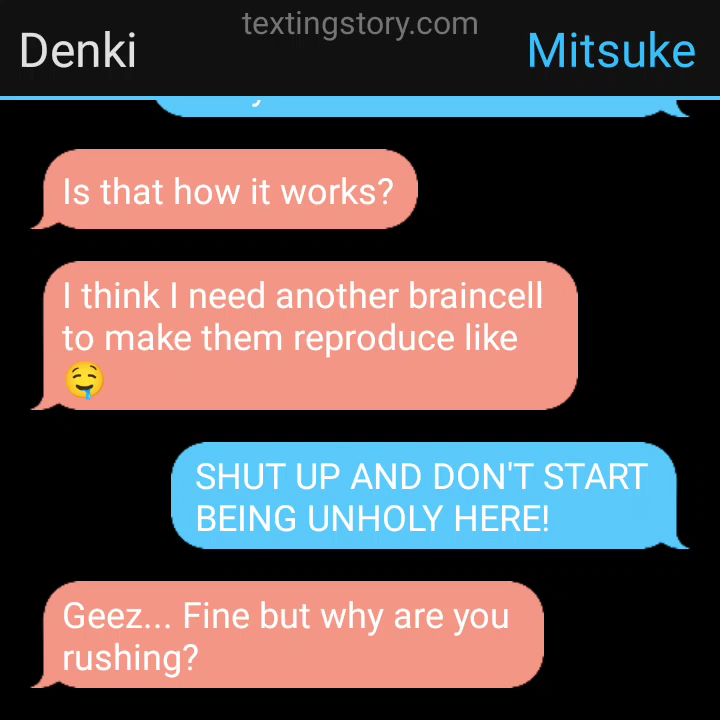 textingstory.com
Denki
Mitsuke
Is that how it works?
I think I need another braincell
to make them reproduce like
🤤
SHUT UP AND DON'T START
BEING UNHOLY HERE!
Geez... Fine but why are you
rushing?